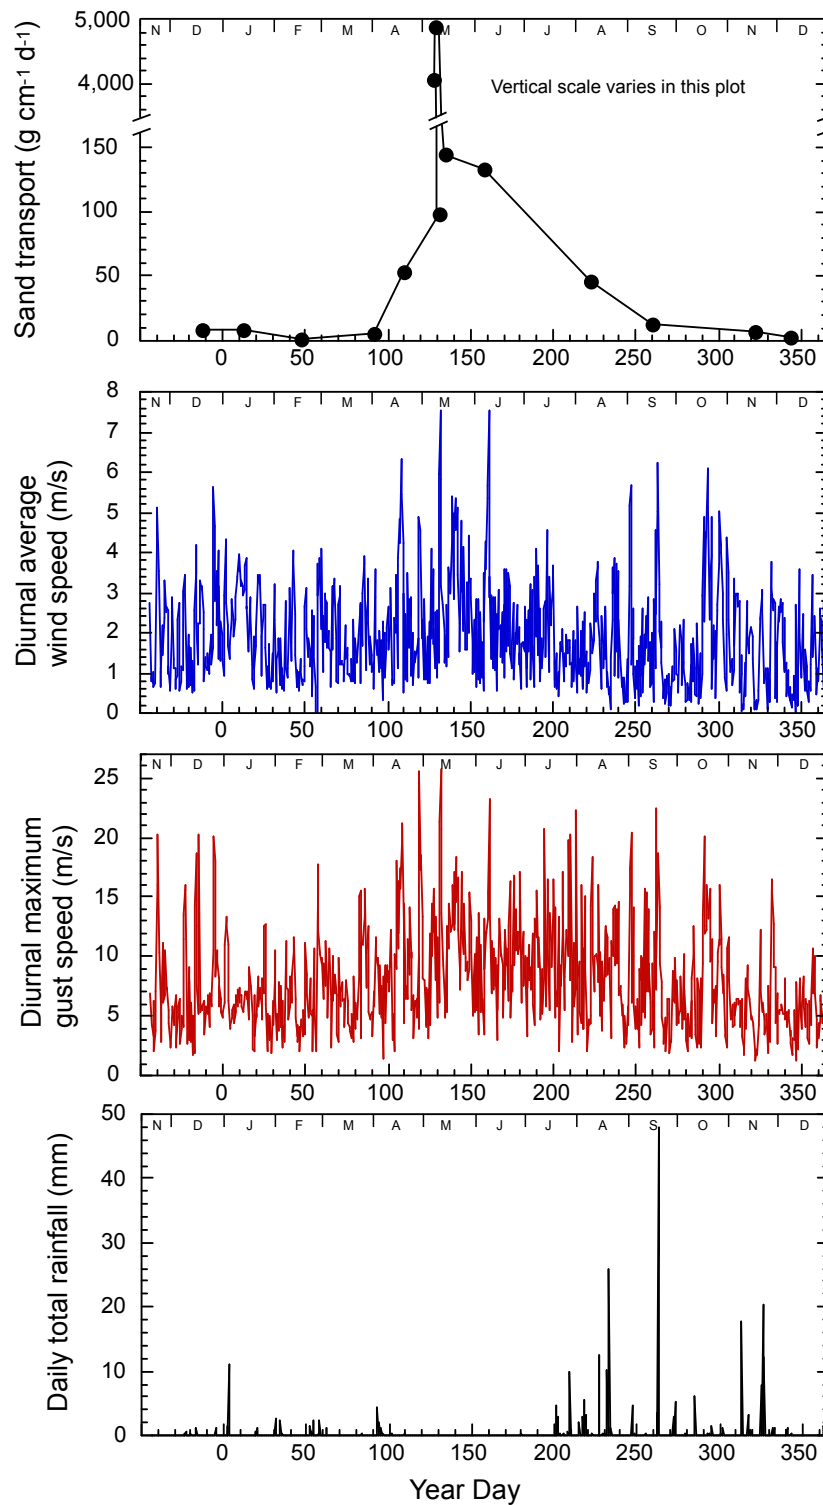 Sand transport (g cm-1 d-1)
5,000
4,000
150
100
50
0
N D J F M A M J J A S O N D
Vertical scale varies in this plot
0 50 100 150 200 250 300 350
Diurnal average
wind speed (m/s)
8
7
6
5
4
3
2
1
0
N D J F M A M J J A S O N D
0 50 100 150 200 250 300 350
Diurnal maximum
gust speed (m/s)
25
20
15
10
5
0
N D J F M A M J J A S O N D
0 50 100 150 200 250 300 350
Daily total rainfall (mm)
50
40
30
20
10
0
N D J F M A M J J A S O N D
0 50 100 150 200 250 300 350
Year Day